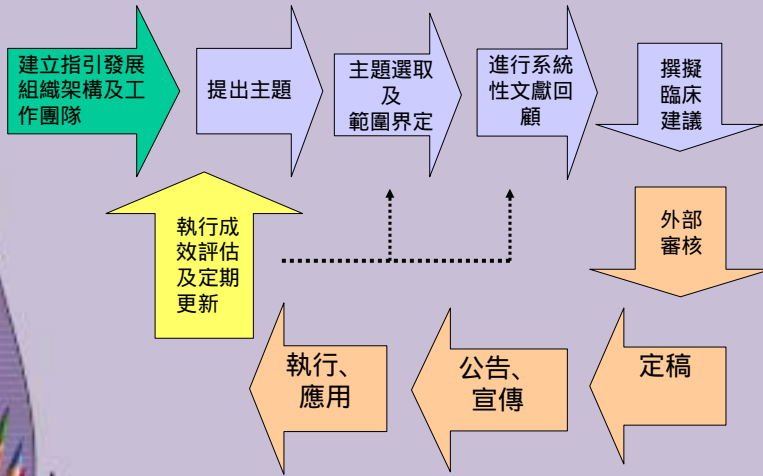 建立指引發展
組織架構及工
作團隊
提出主題
主題選取
及
範圍界定
進行系統
性文獻回
顧
撰擬
臨床
建議
外部
審核
定稿
公告、
宣傳
執行、
應用
執行成
效評估
及定期
更新